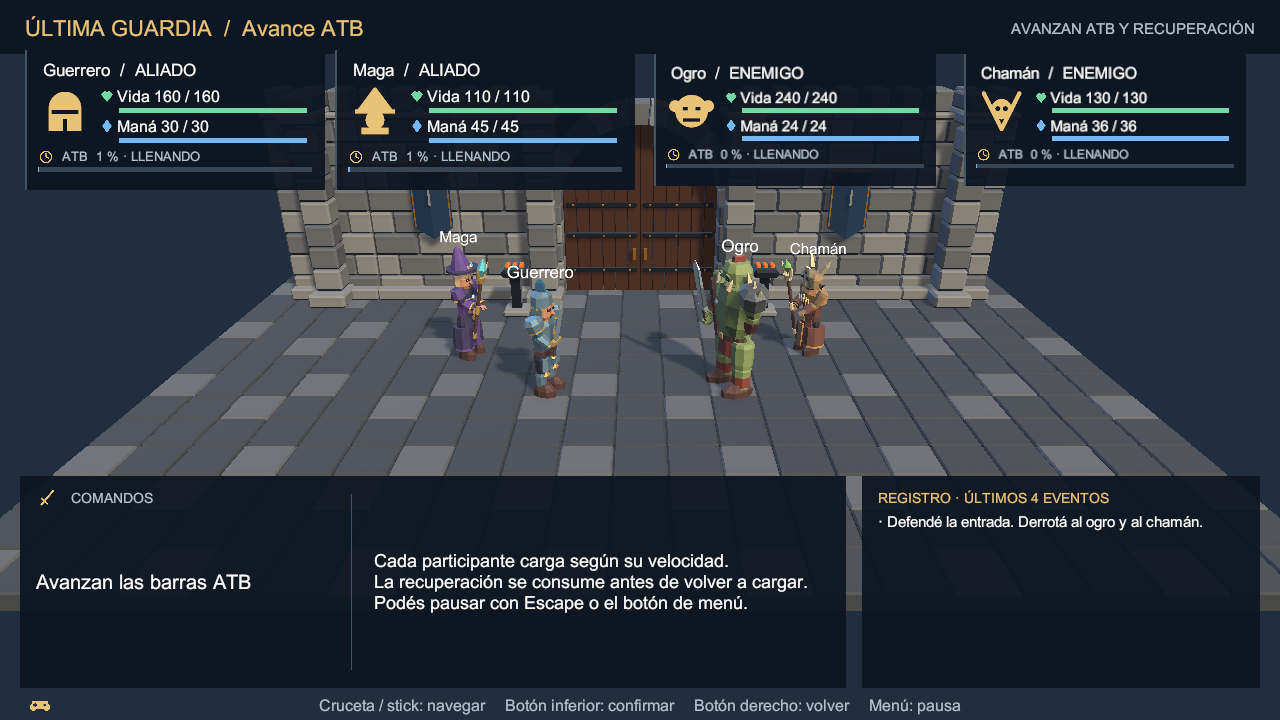 ÚLTIMA GUARDIA / Avance ATB
AVANZAN ATB Y RECUPERACIÓN
Guerrero / ALIADO
Vida 160 / 160
Maná 30 / 30
ATB 1 % · LLENANDO
Maga / ALIADO
Vida 110 / 110
Maná 45 / 45
ATB 1 % · LLENANDO
Ogro / ENEMIGO
Vida 240 / 240
Maná 24 / 24
ATB 0 % · LLENANDO
Chamán / ENEMIGO
Vida 130 / 130
Maná 36 / 36
ATB 0 % · LLENANDO
Maga
Guerrero
Ogro
Chamán
COMANDOS
Avanzan las barras ATB
Cada participante carga según su velocidad.
La recuperación se consume antes de volver a cargar.
Podés pausar con Escape o el botón de menú.
REGISTRO · ÚLTIMOS 4 EVENTOS
· Defendé la entrada. Derrotá al ogro y al chamán.
Cruceta / stick: navegar Botón inferior: confirmar Botón derecho: volver Menú: pausa